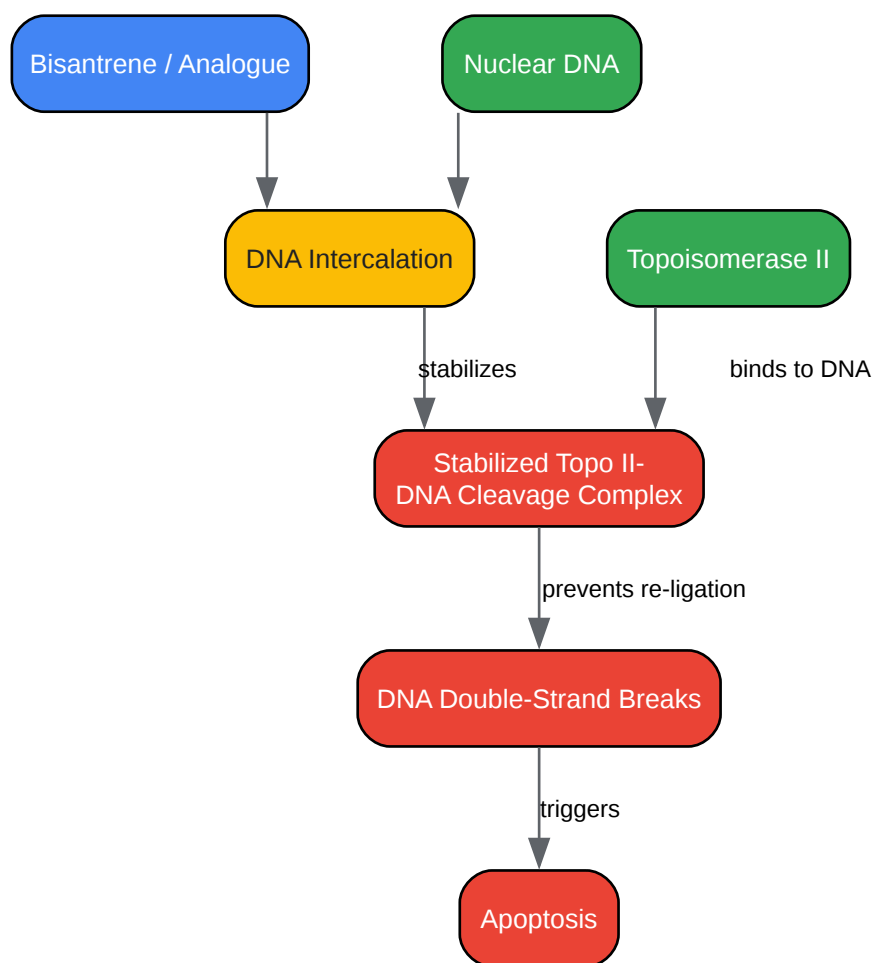 Bisantrene / Analogue
Nuclear DNA
DNA Intercalation
Topoisomerase II
stabilizes
binds to DNA
Stabilized Topo II-
DNA Cleavage Complex
prevents re-ligation
DNA Double-Strand Breaks
triggers
Apoptosis